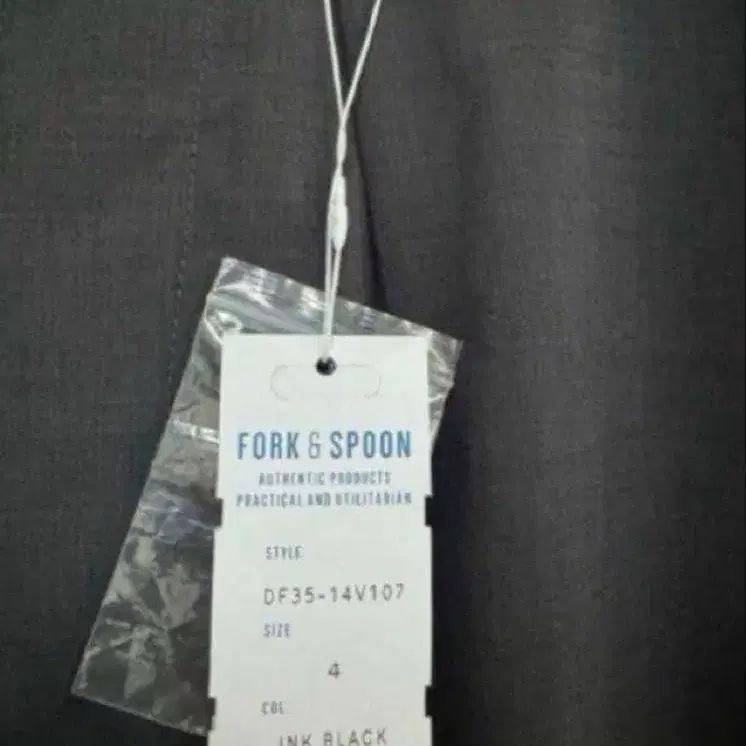 FORK & SPOON
AUTHENTIC PRODUCTS
PRACTICAL AND UTILITARIAN
STYLE
DF35-14V107
SIZE
4
COL
INK BLACK